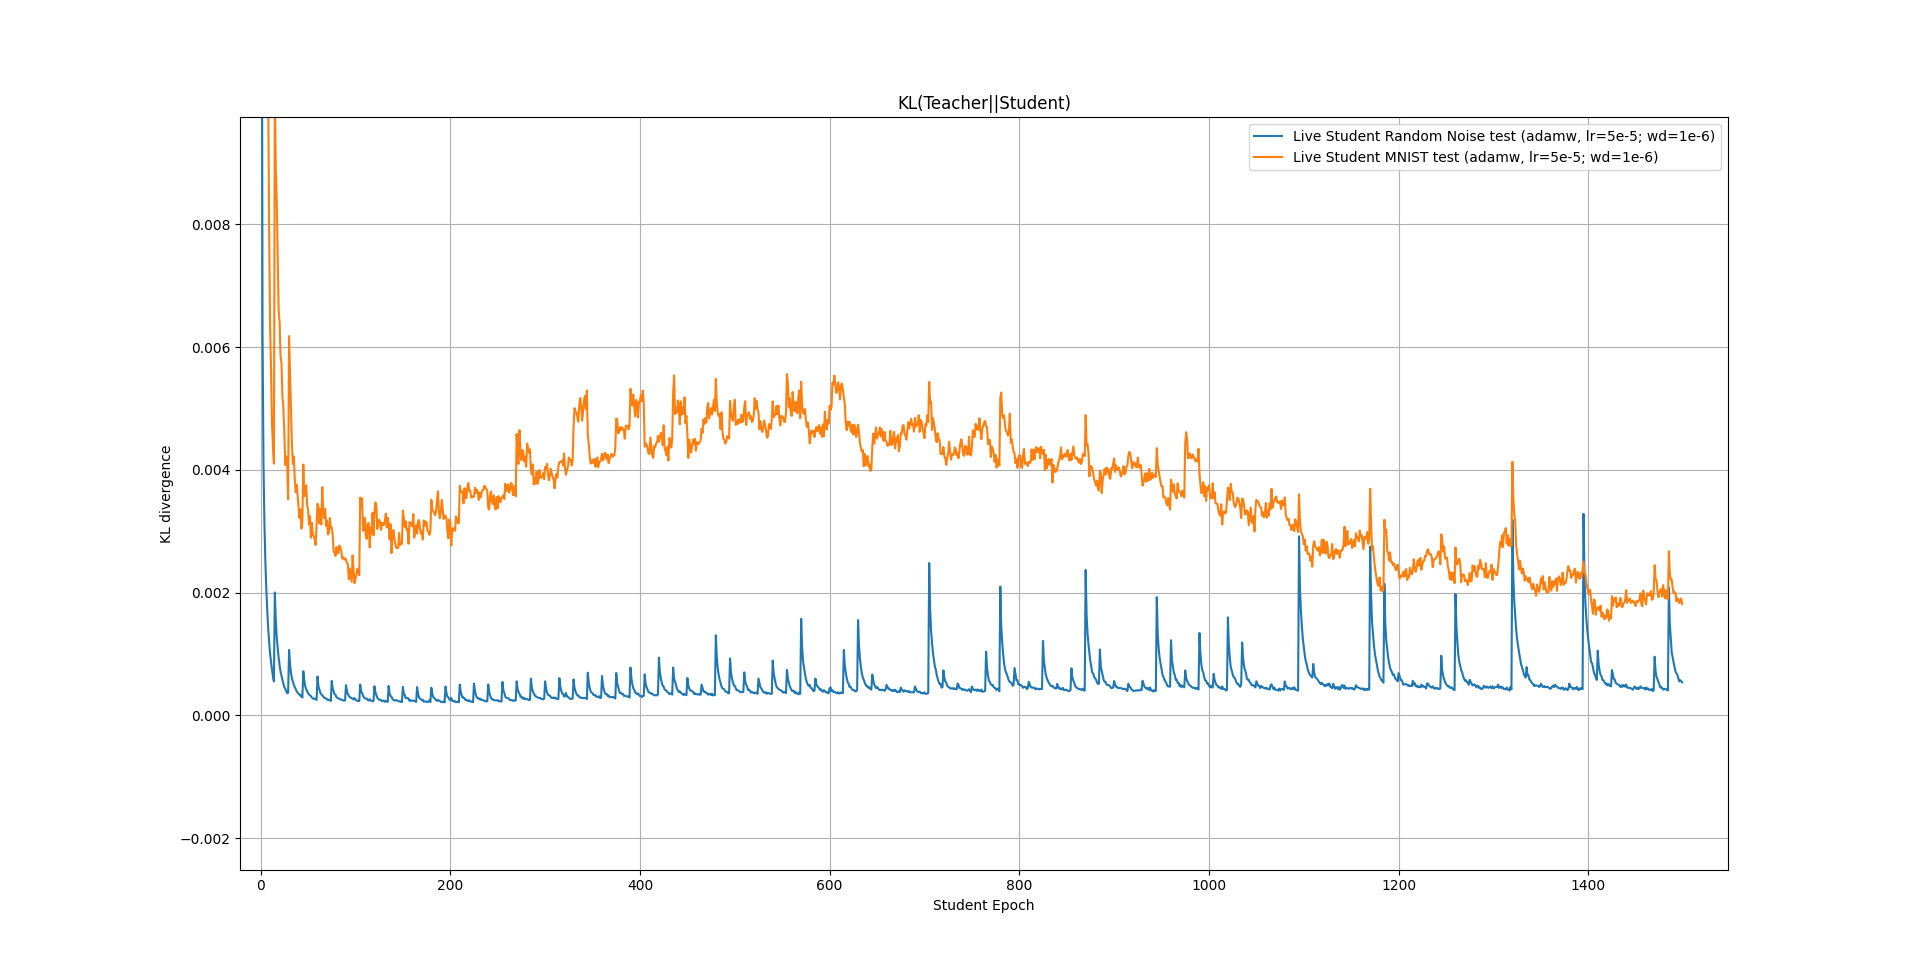 KL(Teacher||Student)
Live Student Random Noise test (adamw, lr=5e-5; wd=1e-6)
Live Student MNIST test (adamw, lr=5e-5; wd=1e-6)
0.008
0.006
0.004
0.002
0.000
−0.002
KL divergence
0 200 400 600 800 1000 1200 1400
Student Epoch